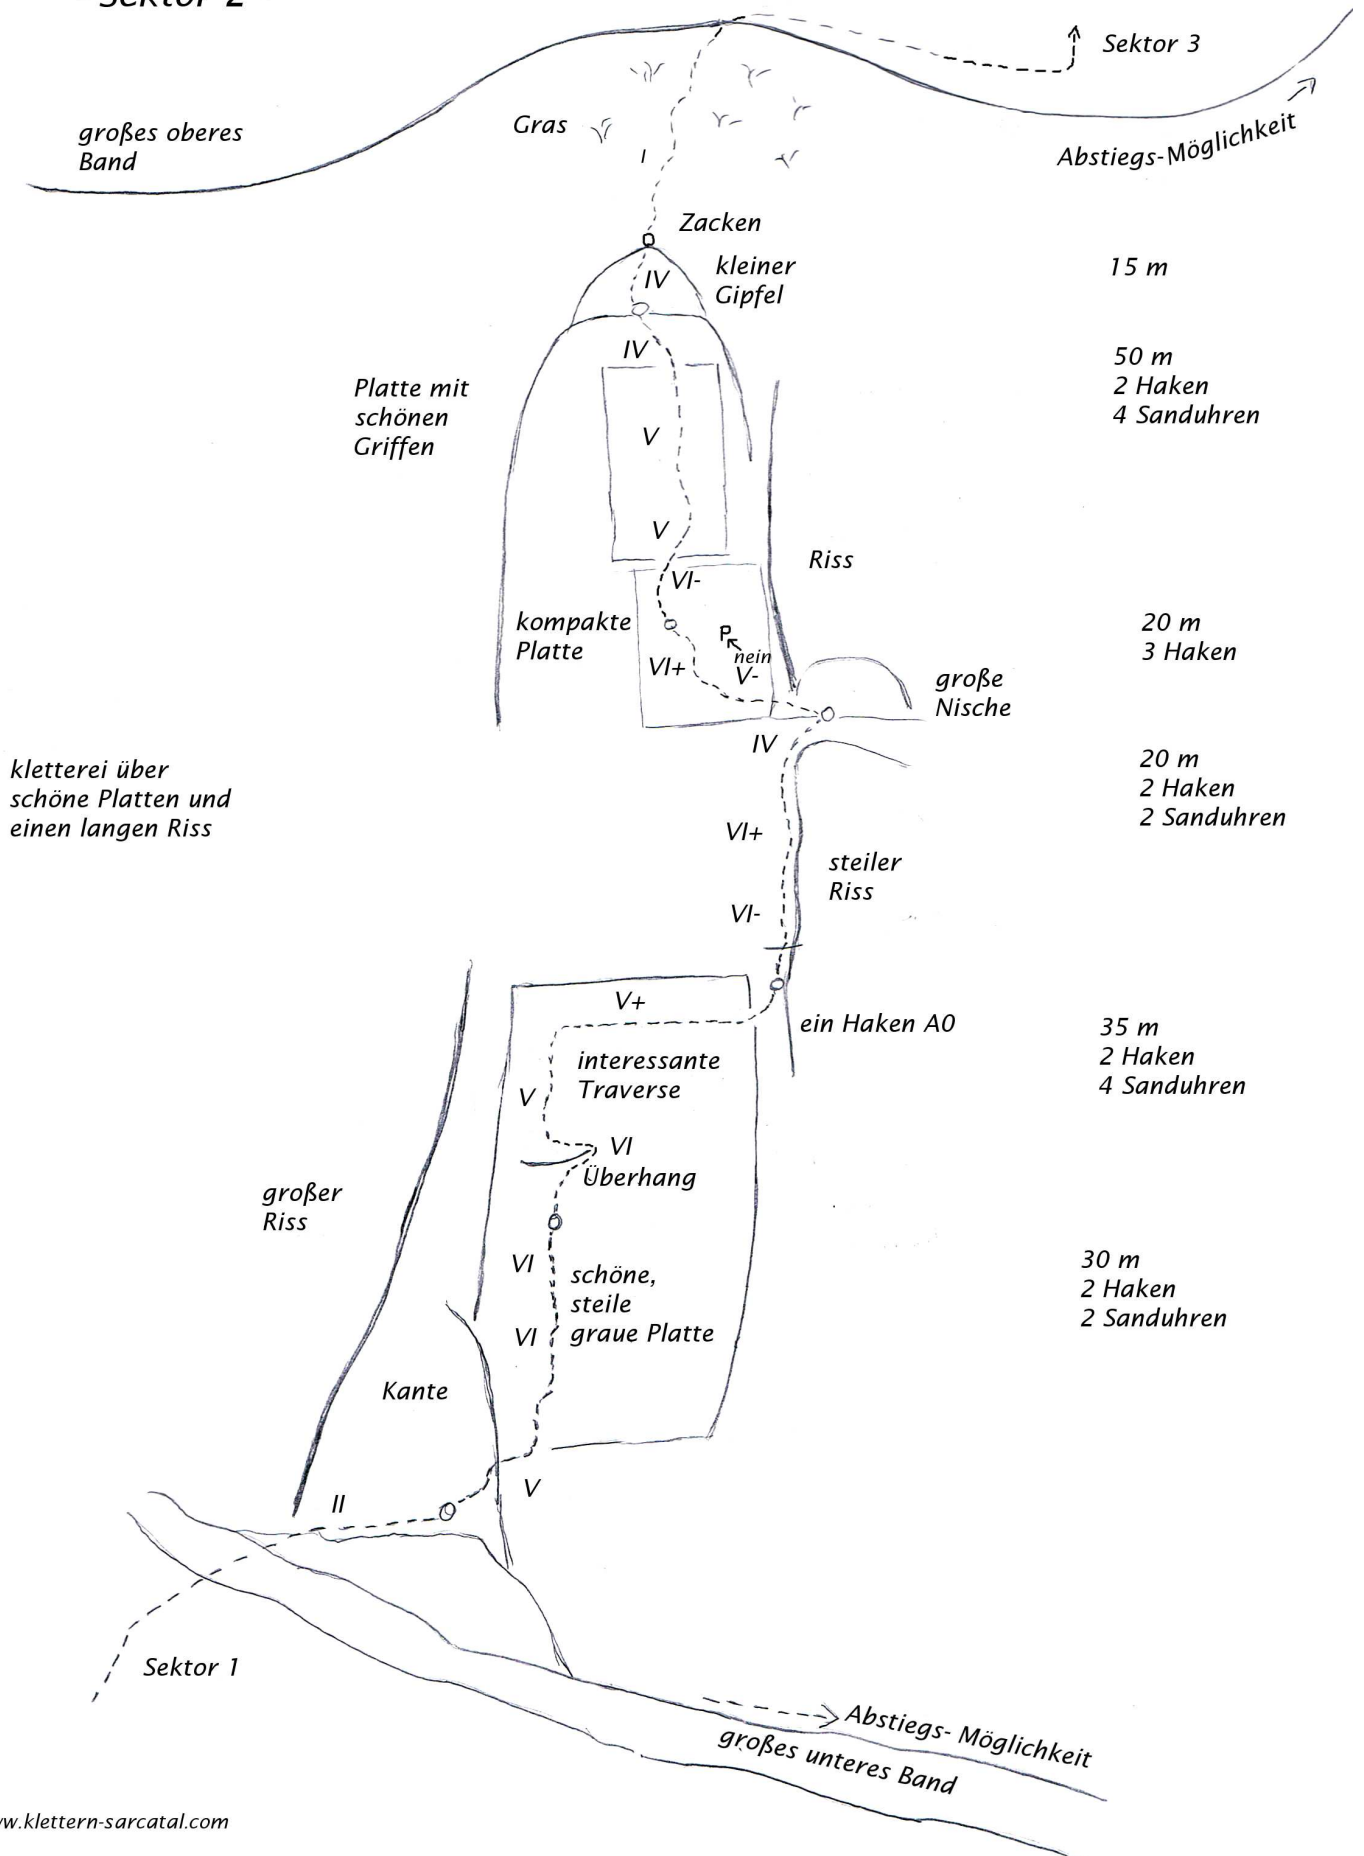 Sektor 2
Sektor 3
großes oberes
Band
Gras
Abstiegs-Möglichkeit
I
Zacken
kleiner
Gipfel
IV
15 m
IV
50 m
2 Haken
4 Sanduhren
Platte mit
schönen
Griffen
V
V
Riss
VI-
kompakte
Platte
P
nein
V-
VI+
20 m
3 Haken
große
Nische
IV
20 m
2 Haken
2 Sanduhren
kletterei über
schöne Platten und
einen langen Riss
VI+
steiler
Riss
VI-
V+
ein Haken A0
35 m
2 Haken
4 Sanduhren
interessante
Traverse
V
VI
Überhang
großer
Riss
VI
schöne,
steile
graue Platte
VI
30 m
2 Haken
2 Sanduhren
Kante
V
II
Sektor 1
Abstiegs- Möglichkeit
großes unteres Band
w.klettern-sarcatal.com